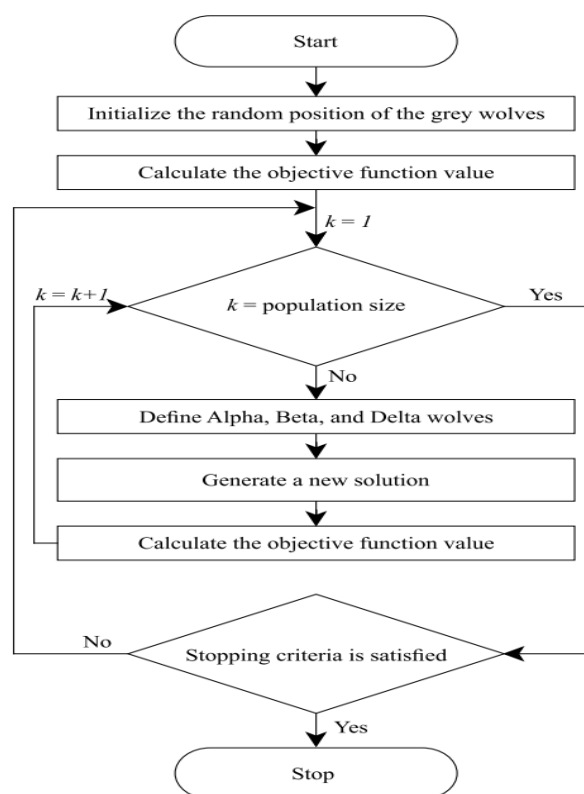 Start
Initialize the random position of the grey wolves
Calculate the objective function value
k = 1
k = k+1
k = population size
Yes
No
Define Alpha, Beta, and Delta wolves
Generate a new solution
Calculate the objective function value
No
Stopping criteria is satisfied
Yes
Stop